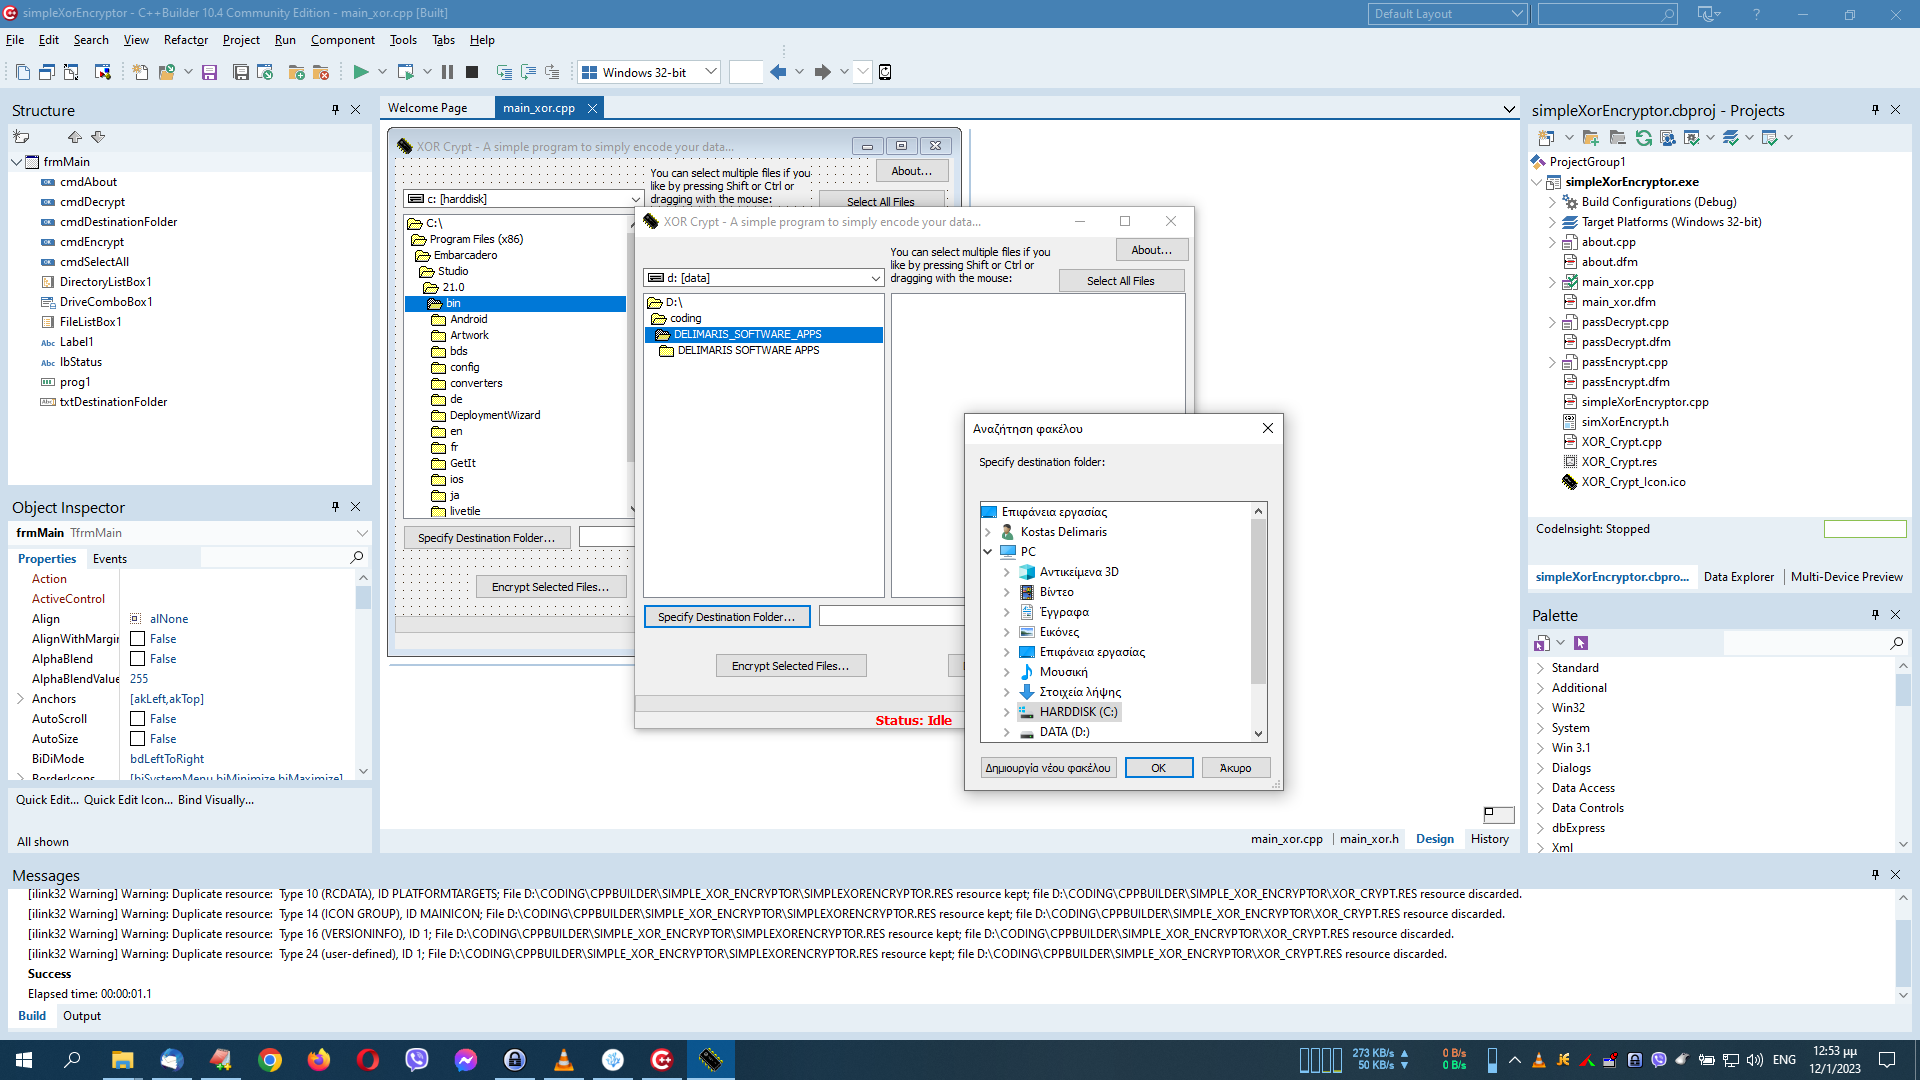 simpleXorEncryptor - C++Builder 10.4 Community Edition - main_xor.cpp [Built]
Default Layout
File Edit Search View Refactor Project Run Component Tools Tabs Help
Windows 32-bit
Structure
frmMain
cmdAbout
cmdDecrypt
cmdDestinationFolder
cmdEncrypt
cmdSelectAll
DirectoryListBox1
DriveComboBox1
FileListBox1
Label1
lbStatus
prog1
txtDestinationFolder
Object Inspector
frmMain TfrmMain
Properties Events
Action
ActiveControl
Align alNone
AlignWithMargin False
AlphaBlend False
AlphaBlendValue 255
Anchors [akLeft,akTop]
AutoScroll False
AutoSize False
BiDiMode bdLeftToRight
BorderIcons [biSystemMenu,biMinimize,biMaximize]
Quick Edit... Quick Edit Icon... Bind Visually...
All shown
Welcome Page main_xor.cpp
XOR Crypt - A simple program to simply encode your data...
About...
You can select multiple files if you
like by pressing Shift or Ctrl or
dragging with the mouse:
c: [harddisk]
Select All Files
C:\
Program Files (x86)
Embarcadero
Studio
21.0
bin
Android
Artwork
bds
config
converters
de
DeploymentWizard
en
fr
GetIt
ios
ja
livetile
Specify Destination Folder...
Encrypt Selected Files...
XOR Crypt - A simple program to simply encode your data...
About...
You can select multiple files if you
like by pressing Shift or Ctrl or
dragging with the mouse:
d: [data]
Select All Files
D:\
coding
DELIMARIS_SOFTWARE_APPS
DELIMARIS SOFTWARE APPS
Specify Destination Folder...
Encrypt Selected Files...
Status: Idle
Αναζήτηση φακέλου
Specify destination folder:
Επιφάνεια εργασίας
Kostas Delimaris
PC
Αντικείμενα 3D
Βίντεο
Έγγραφα
Εικόνες
Επιφάνεια εργασίας
Μουσική
Στοιχεία λήψης
HARDDISK (C:)
DATA (D:)
Δημιουργία νέου φακέλου OK Άκυρο
main_xor.cpp main_xor.h Design History
simpleXorEncryptor.cbproj - Projects
ProjectGroup1
simpleXorEncryptor.exe
Build Configurations (Debug)
Target Platforms (Windows 32-bit)
about.cpp
about.dfm
main_xor.cpp
main_xor.dfm
passDecrypt.cpp
passDecrypt.dfm
passEncrypt.cpp
passEncrypt.dfm
simpleXorEncryptor.cpp
simXorEncrypt.h
XOR_Crypt.cpp
XOR_Crypt.res
XOR_Crypt_Icon.ico
CodeInsight: Stopped
simpleXorEncryptor.cbpro... Data Explorer Multi-Device Preview
Palette
Standard
Additional
Win32
System
Win 3.1
Dialogs
Data Access
Data Controls
dbExpress
Xml
Messages
[ilink32 Warning] Warning: Duplicate resource: Type 10 (RCDATA), ID PLATFORMTARGETS; File D:\CODING\CPPBUILDER\SIMPLE_XOR_ENCRYPTOR\SIMPLEXORENCRYPTOR.RES resource kept; file D:\CODING\CPPBUILDER\SIMPLE_XOR_ENCRYPTOR\XOR_CRYPT.RES resource discarded.
[ilink32 Warning] Warning: Duplicate resource: Type 14 (ICON GROUP), ID MAINICON; File D:\CODING\CPPBUILDER\SIMPLE_XOR_ENCRYPTOR\SIMPLEXORENCRYPTOR.RES resource kept; file D:\CODING\CPPBUILDER\SIMPLE_XOR_ENCRYPTOR\XOR_CRYPT.RES resource discarded.
[ilink32 Warning] Warning: Duplicate resource: Type 16 (VERSIONINFO), ID 1; File D:\CODING\CPPBUILDER\SIMPLE_XOR_ENCRYPTOR\SIMPLEXORENCRYPTOR.RES resource kept; file D:\CODING\CPPBUILDER\SIMPLE_XOR_ENCRYPTOR\XOR_CRYPT.RES resource discarded.
[ilink32 Warning] Warning: Duplicate resource: Type 24 (user-defined), ID 1; File D:\CODING\CPPBUILDER\SIMPLE_XOR_ENCRYPTOR\SIMPLEXORENCRYPTOR.RES resource kept; file D:\CODING\CPPBUILDER\SIMPLE_XOR_ENCRYPTOR\XOR_CRYPT.RES resource discarded.
Success
Elapsed time: 00:00:01.1
Build Output
273 KB/s 0 B/s
50 KB/s 0 B/s
ENG
12:53 μμ
12/1/2023